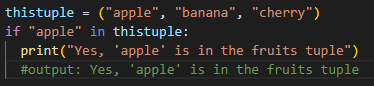 thistuple = ("apple", "banana", "cherry")
if "apple" in thistuple:
  print("Yes, 'apple' is in the fruits tuple")
  #output: Yes, 'apple' is in the fruits tuple